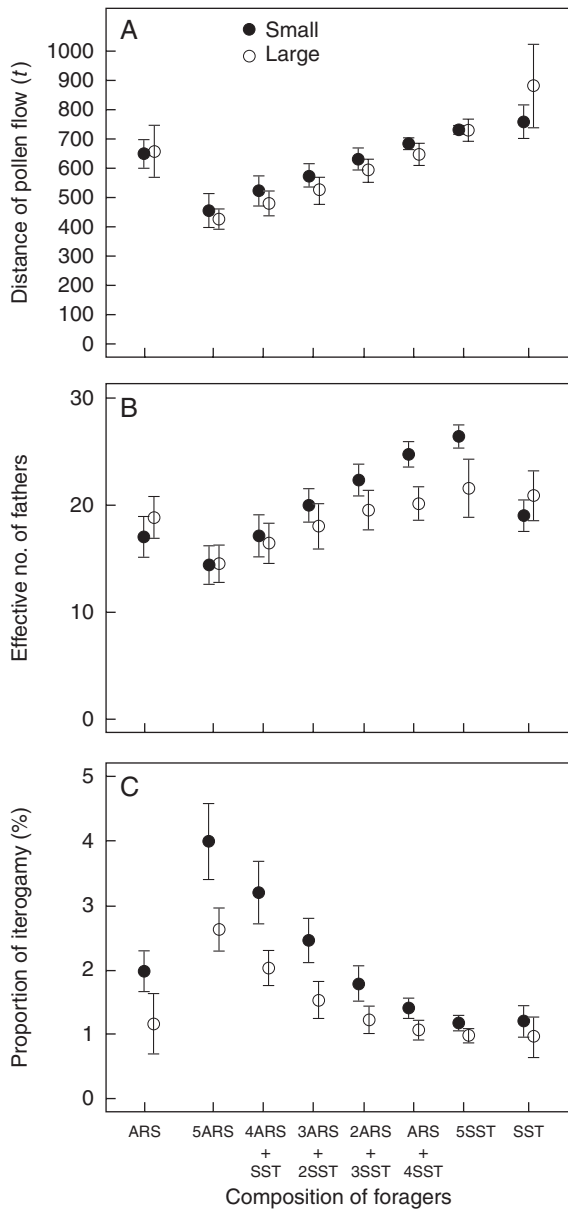 A
Small
Large
1000
900
800
700
600
500
400
300
200
100
0
Distance of pollen flow (t)
B
30
20
10
0
Effective no. of fathers
C
5
4
3
2
1
0
Proportion of iterogamy (%)
ARS 5ARS 4ARS 3ARS 2ARS ARS 5SST SST
+ + + +
SST 2SST 3SST 4SST
Composition of foragers